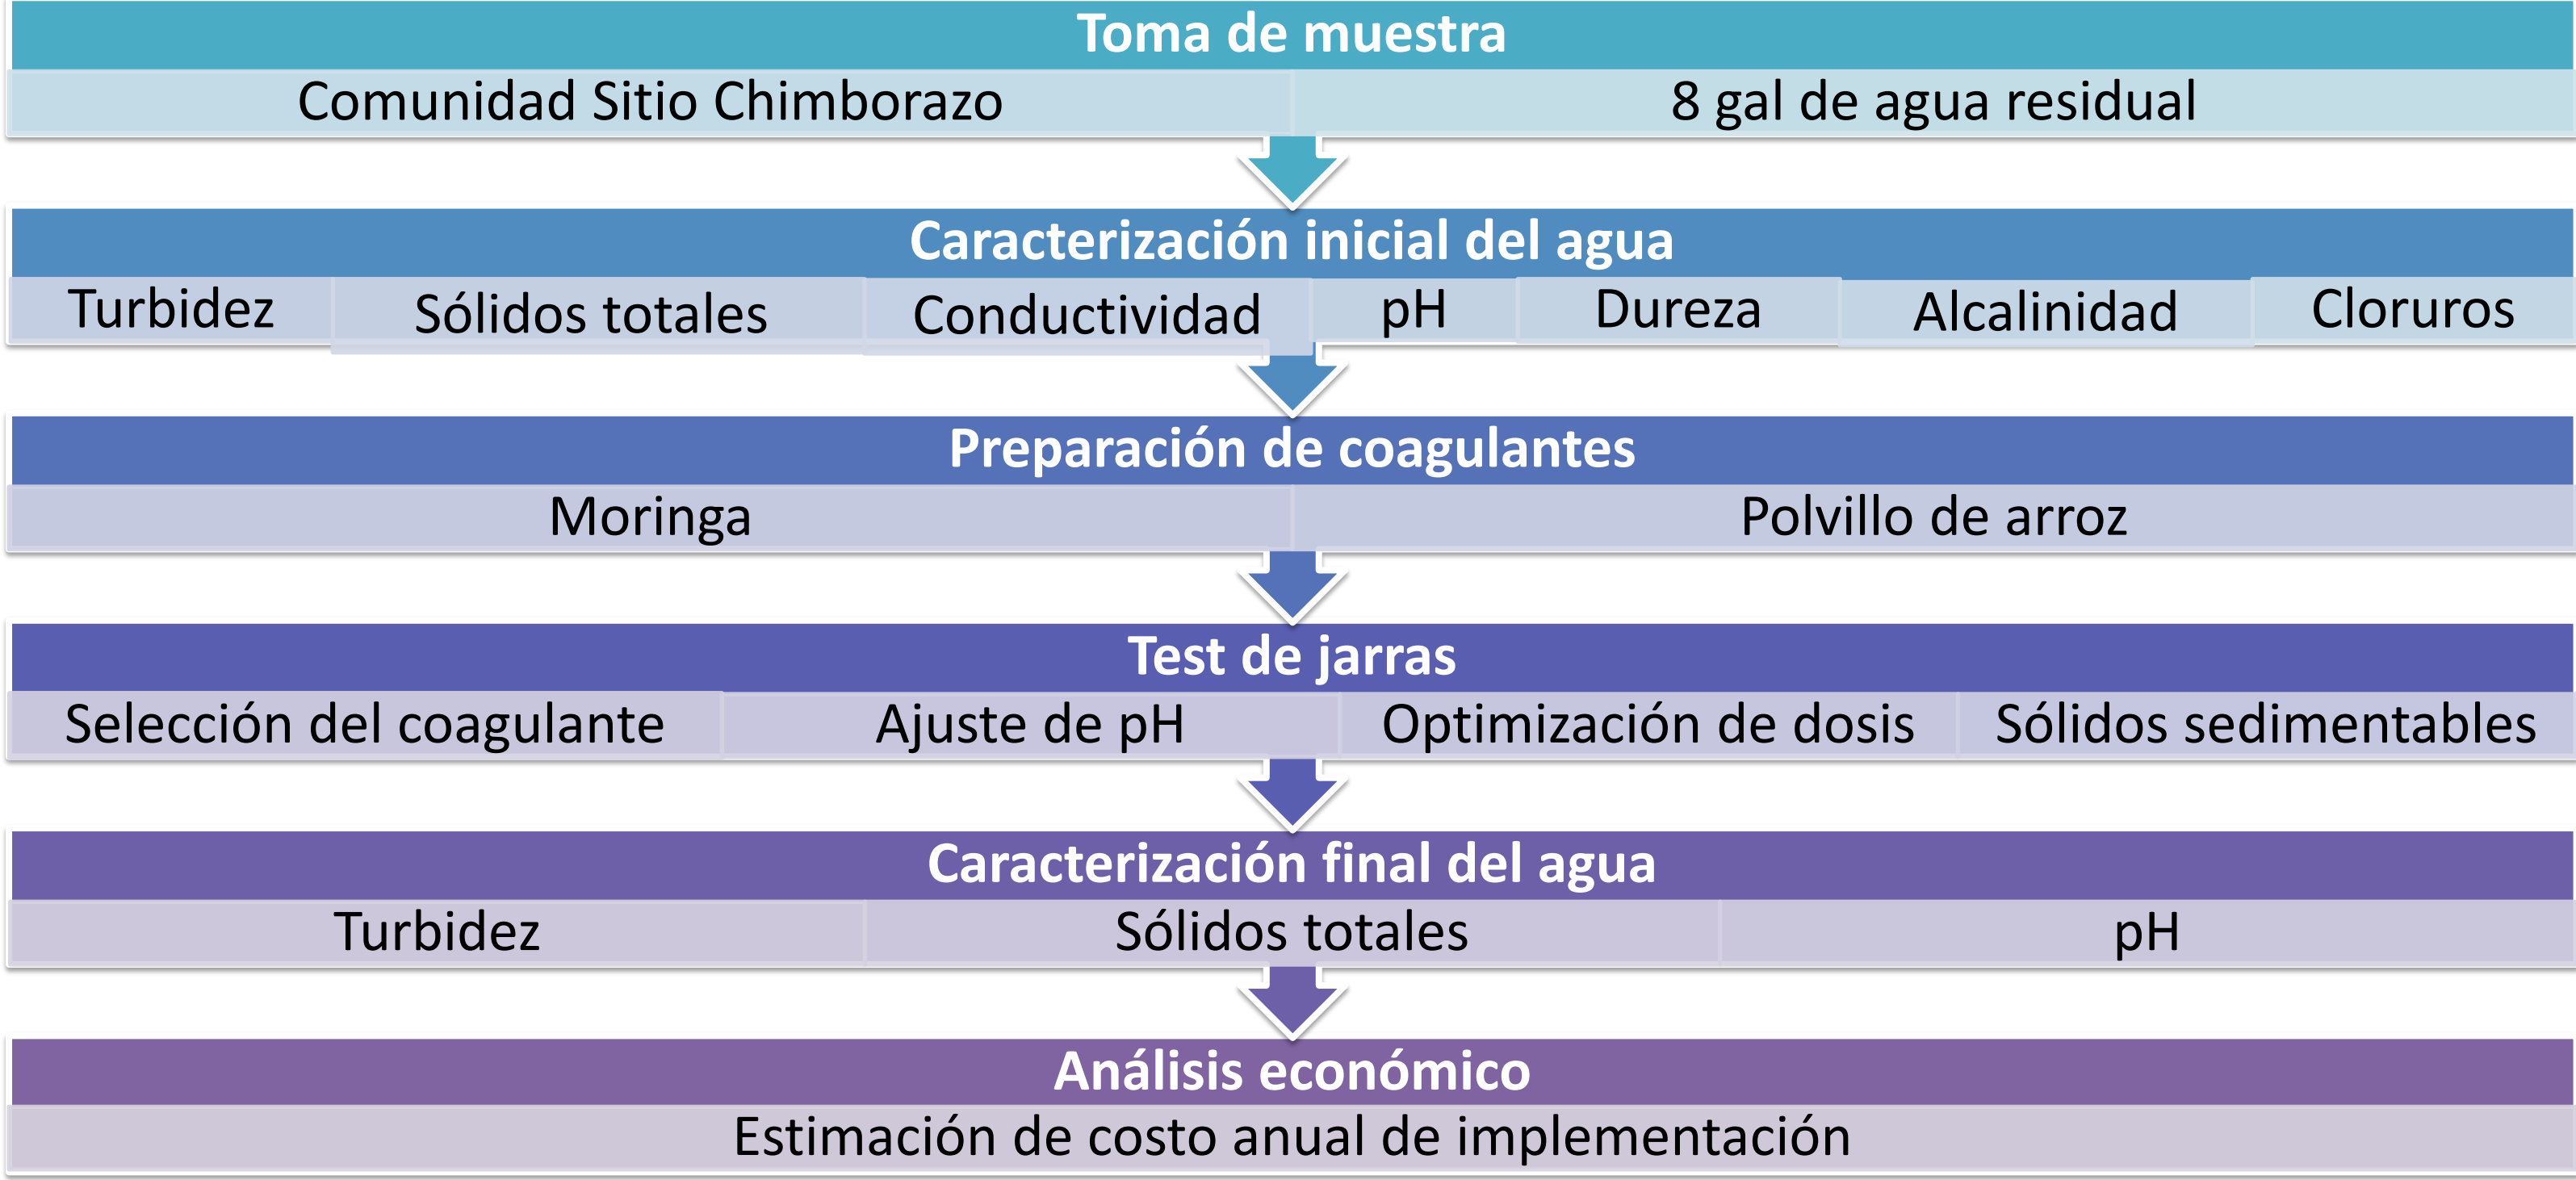 Toma de muestra
Comunidad Sitio Chimborazo
8 gal de agua residual
Caracterización inicial del agua
Turbidez
Sólidos totales
Conductividad
pH
Dureza
Alcalinidad
Cloruros
Preparación de coagulantes
Moringa
Polvillo de arroz
Test de jarras
Selección del coagulante
Ajuste de pH
Optimización de dosis
Sólidos sedimentables
Caracterización final del agua
Turbidez
Sólidos totales
pH
Análisis económico
Estimación de costo anual de implementación